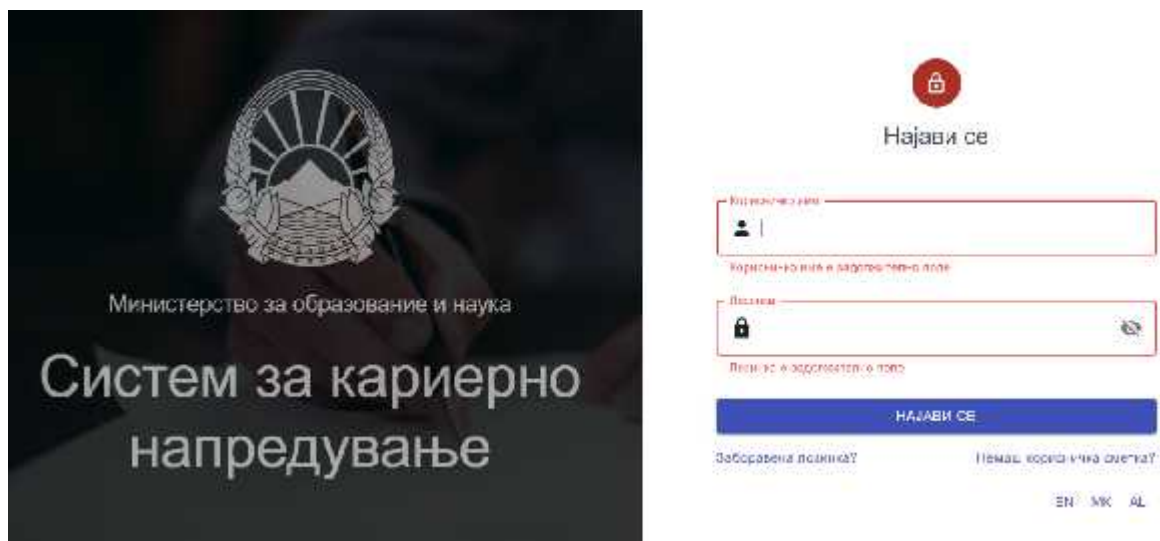 Министерство за образование и наука
Систем за кариерно
напредување
Најави се
Корисничко име
Корисничко име е задолжително поле
Лозинка
Лозинка е задолжително поле
НАЈАВИ СЕ
Заборавена лозинка?
Немаш корисничка сметка?
EN MK AL